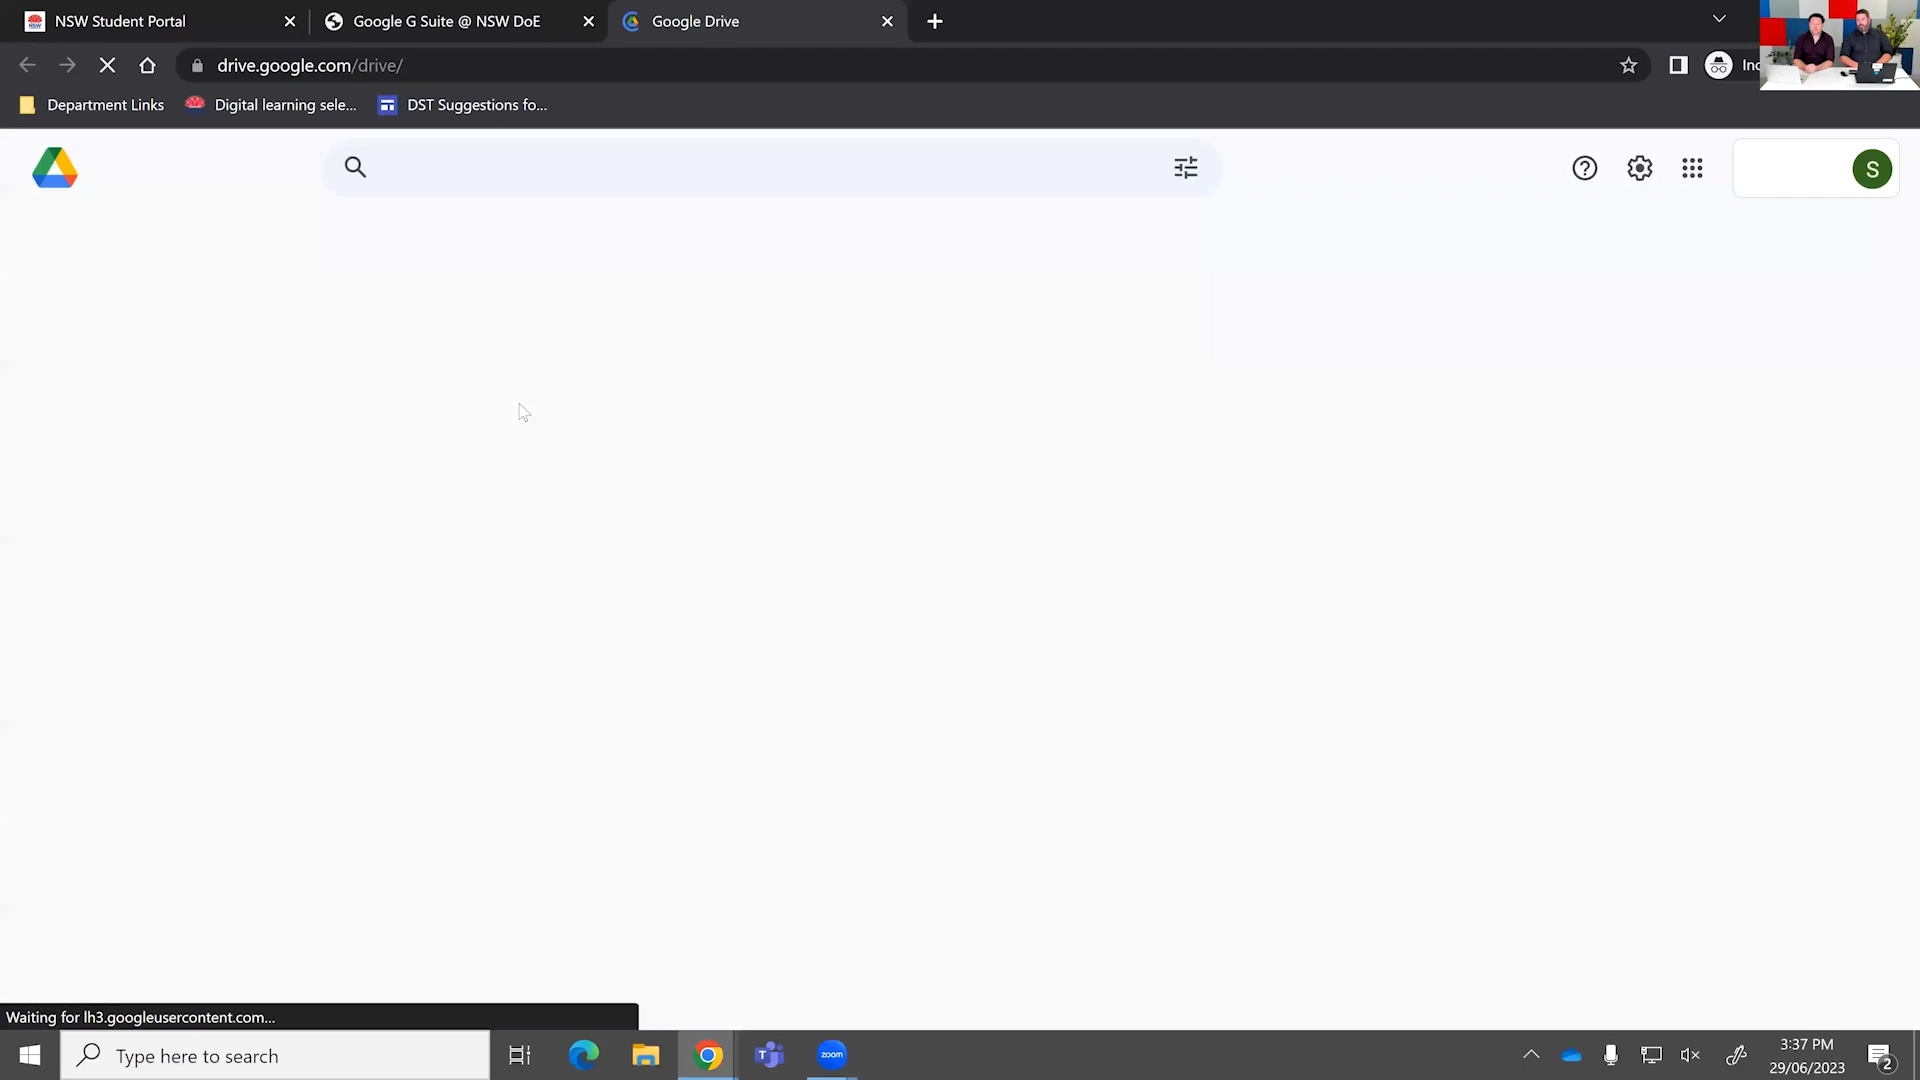 NSW Student Portal
Google G Suite @ NSW DoE
Google Drive
drive.google.com/drive/
Inc
Department Links
Digital learning sele...
DST Suggestions fo...
S
Waiting for lh3.googleusercontent.com...
Type here to search
zoom
3:37 PM
29/06/2023
2